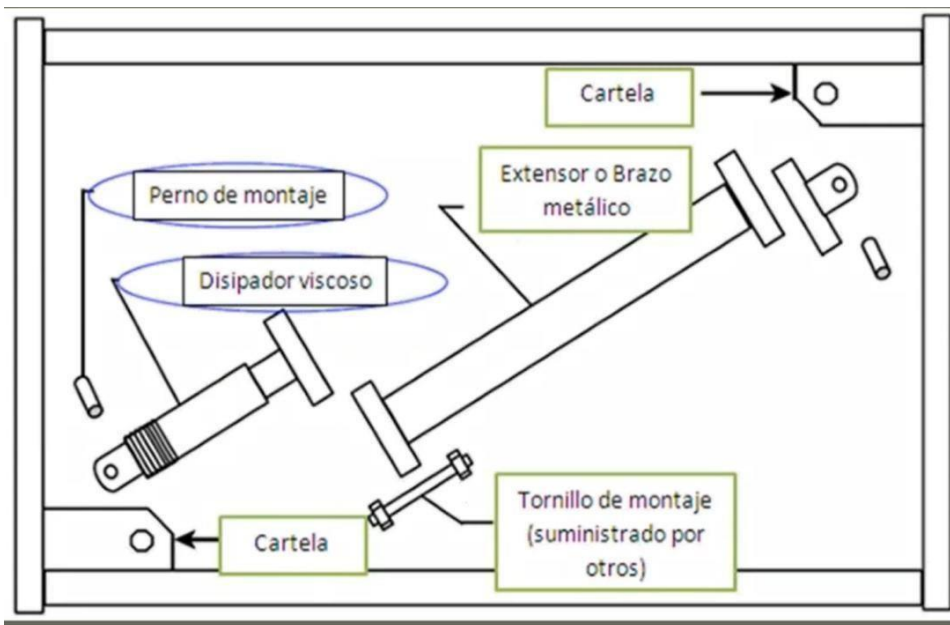 Cartela
Extensor o Brazo
metálico
Perno de montaje
Disipador viscoso
Tornillo de montaje
(suministrado por
otros)
Cartela